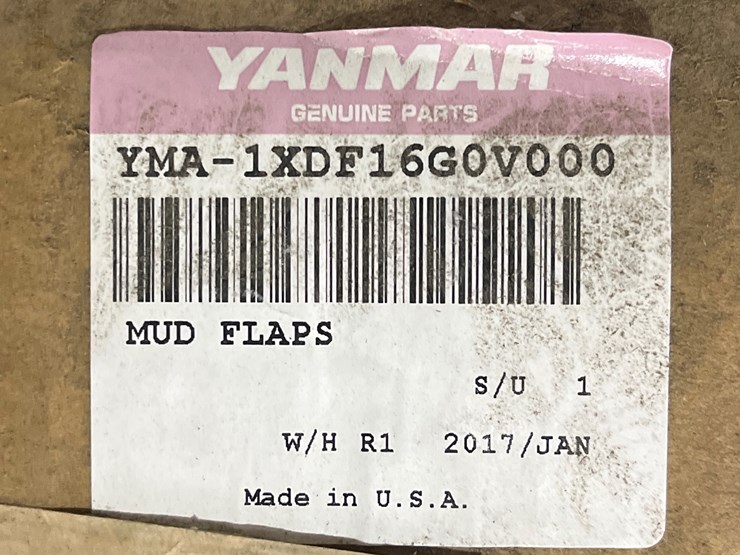 YANMAR
GENUINE PARTS
YMA-1XDF16G0V000
MUD FLAPS
S/U 1
W/H R1 2017/JAN
Made in U.S.A.